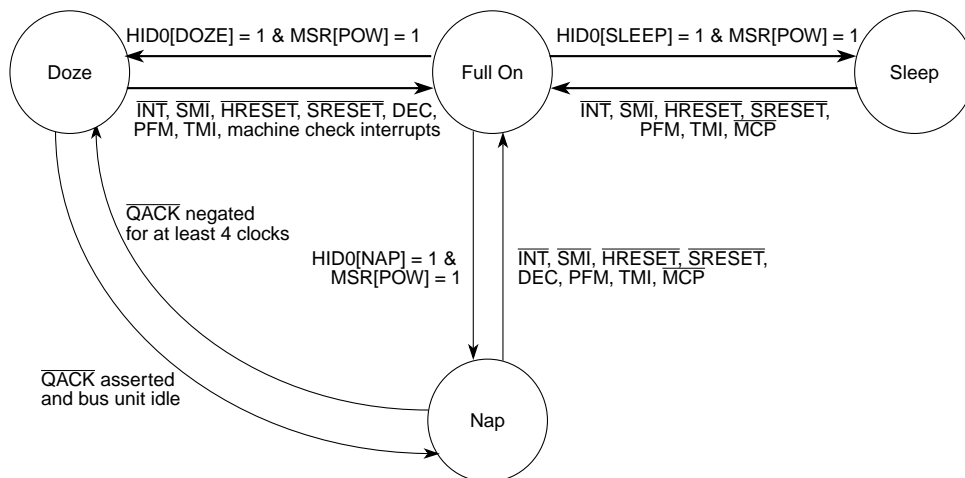 HID0[DOZE] = 1 & MSR[POW] = 1
HID0[SLEEP] = 1 & MSR[POW] = 1
Doze
Full On
Sleep
INT, SMI, HRESET, SRESET, DEC,
PFM, TMI, machine check interrupts
INT, SMI, HRESET, SRESET,
PFM, TMI, MCP
QACK negated
for at least 4 clocks
HID0[NAP] = 1 &
MSR[POW] = 1
INT, SMI, HRESET, SRESET,
DEC, PFM, TMI, MCP
QACK asserted
and bus unit idle
Nap